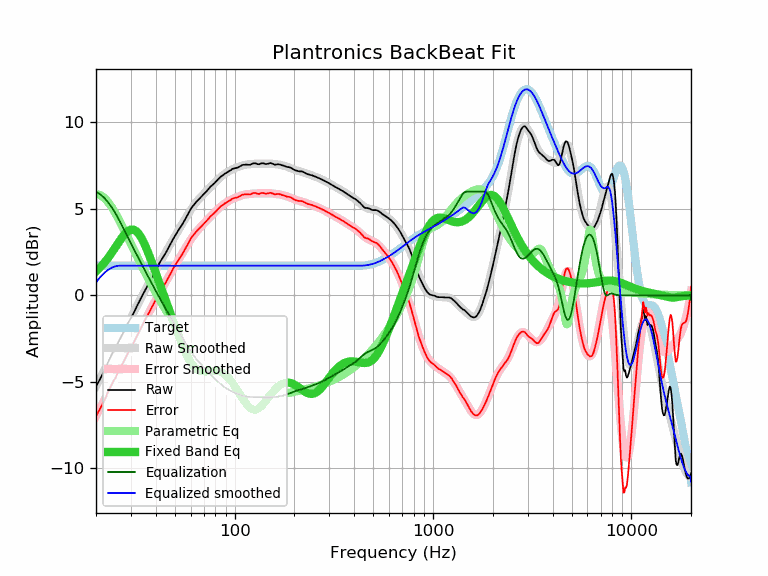 Plantronics BackBeat Fit
Amplitude (dBr)
10
5
0
−5
−10
Target
Raw Smoothed
Error Smoothed
Raw
Error
Parametric Eq
Fixed Band Eq
Equalization
Equalized smoothed
100
1000
10000
Frequency (Hz)